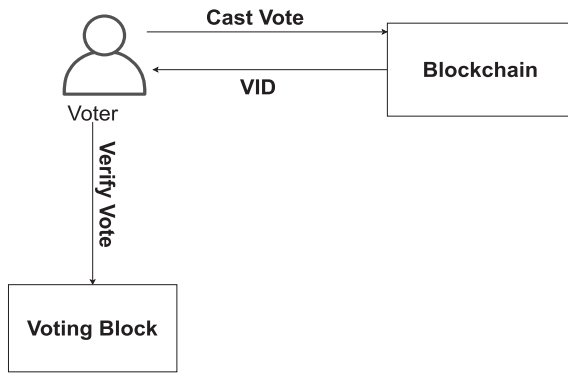 Cast Vote
Blockchain
VID
Voter
Verify Vote
Voting Block